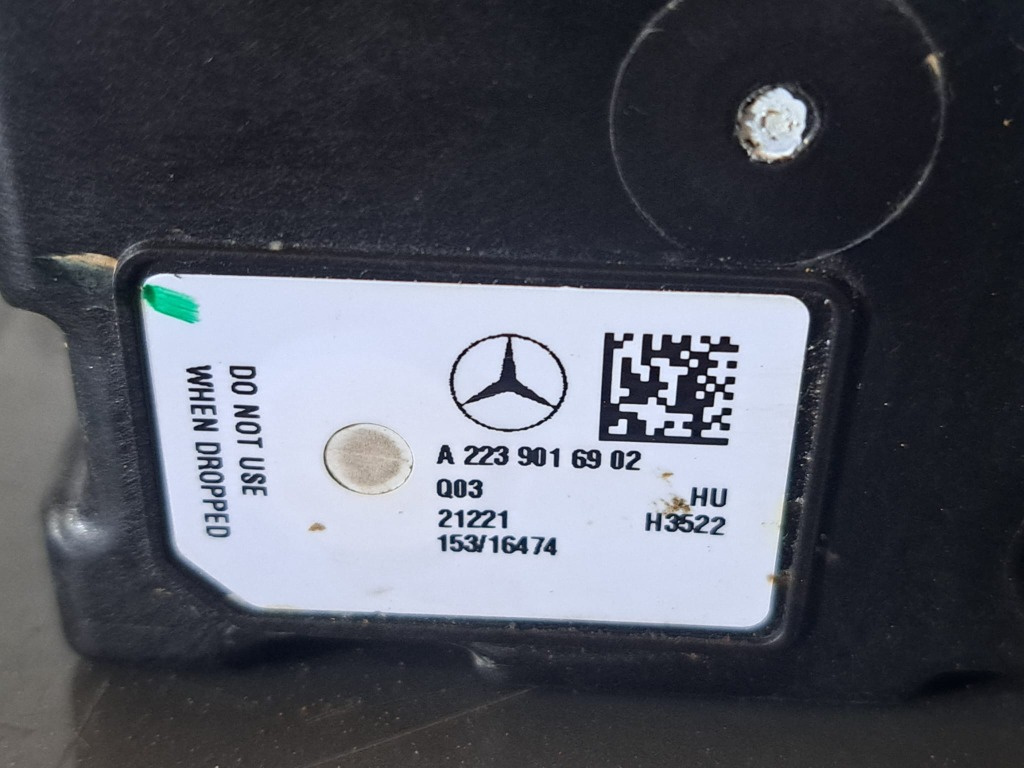 DO NOT USE
WHEN DROPPED
A 223 901 69 02
Q03
HU
21221
H3522
153/16474